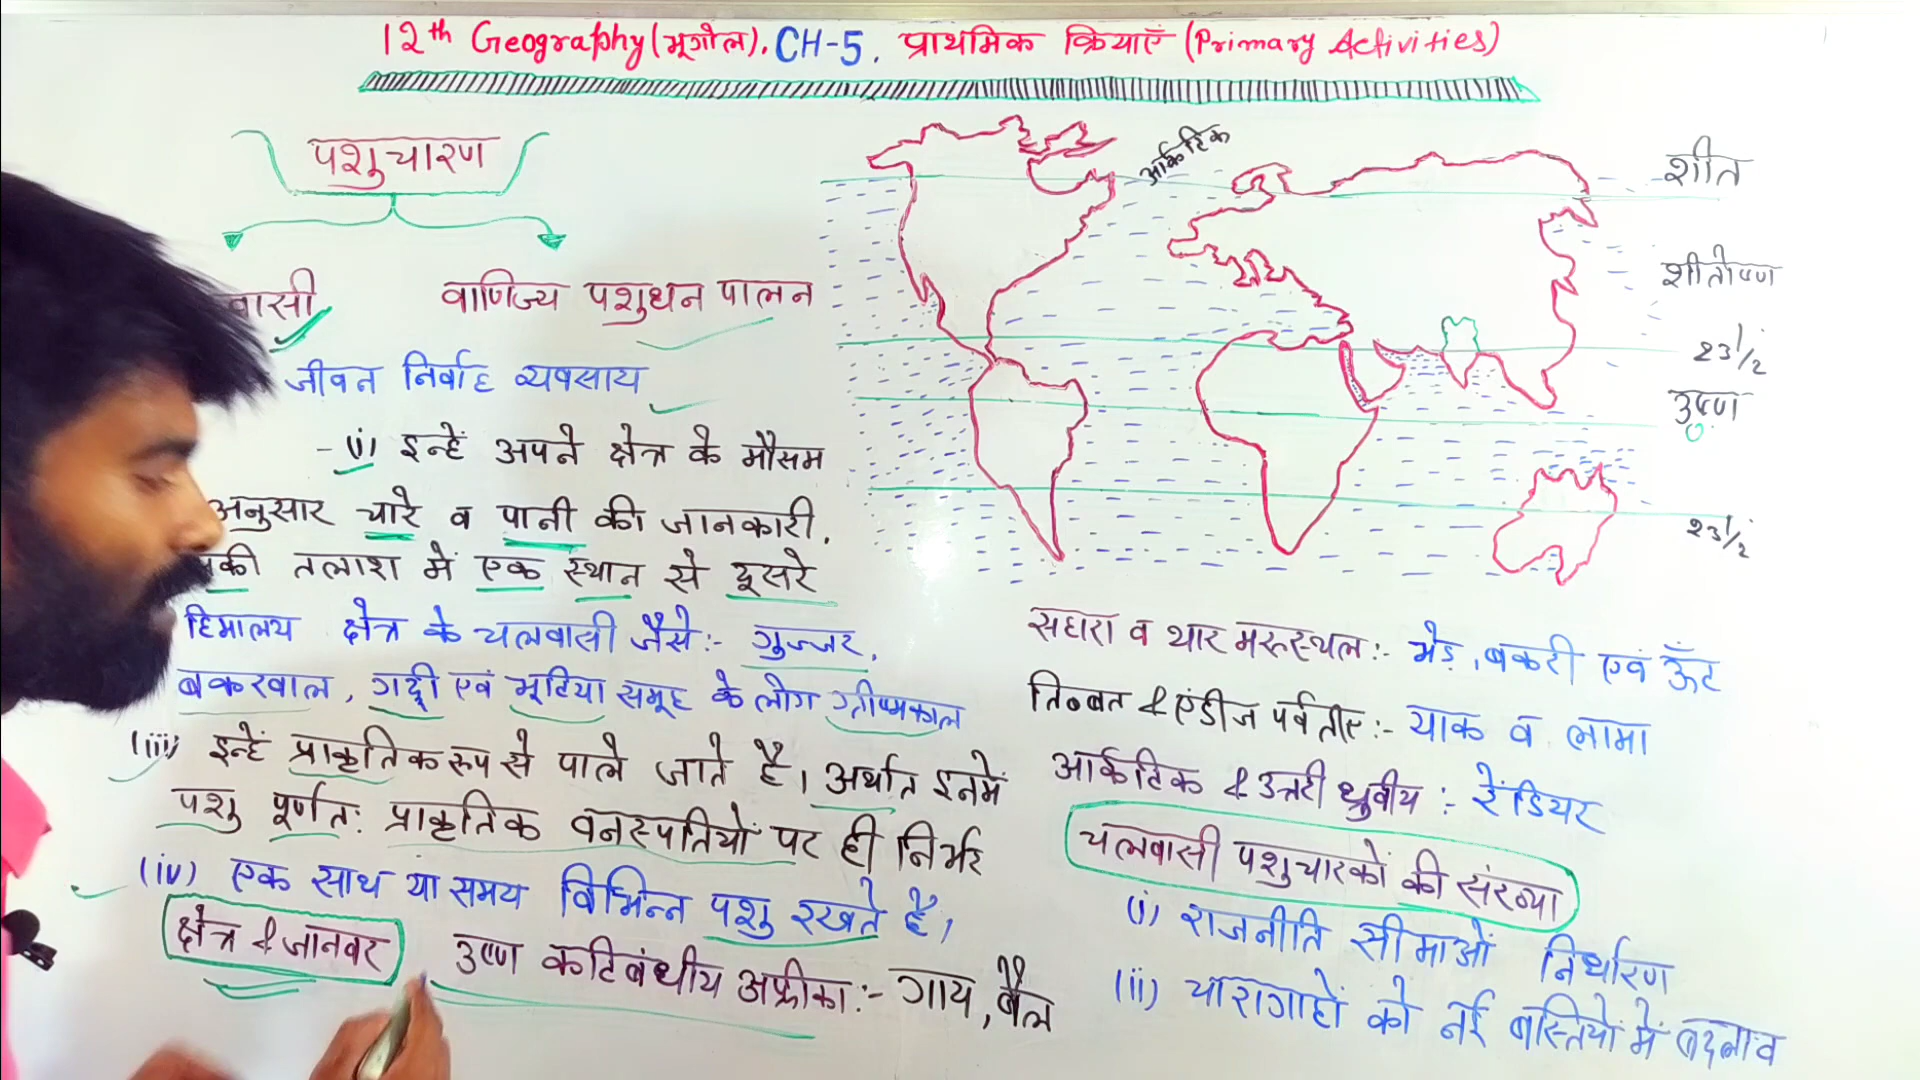 12th Geography (भूगोल). CH-5. प्राथमिक क्रियाएँ (Primary Activities)
पशुचारण
वासी
वाणिज्य पशुधन पालन
जीवन निर्वाह व्यवसाय
- (i) इन्हें अपने क्षेत्र के मौसम
अनुसार चारे व पानी की जानकारी.
की तलाश में एक स्थान से दूसरे
हिमालय क्षेत्र के चलवासी जैसे:- गुज्जर,
बकरवाल, गद्दी एवं भूटिया समूह के लोग ग्रीष्मकाल
(iii) इन्हें प्राकृतिक रूप से पाले जाते है। अर्थात इनमें
पशु पूर्णत: प्राकृतिक वनस्पतियों पर ही निर्भर
(iv) एक साथ या समय विभिन्न पशु रखते है।
क्षेत्र & जानवर
उष्ण कटिबंधीय अफ्रीका:- गाय, बैल
आर्कटिक
शीत
शीतोष्ण
23 1/2
उष्ण
23 1/2
सहारा व थार मरुस्थल:- भेड़, बकरी एवं ऊँट
तिब्बत & एंडीज पर्वतीए:- याक व लामा
आर्कटिक & उत्तरी ध्रुवीय :- रेंडियर
चलवासी पशुचारकों की संख्या
(i) राजनीति सीमाओं निर्धारण
(ii) चारागाहों को नई बस्तियों में बदलाव